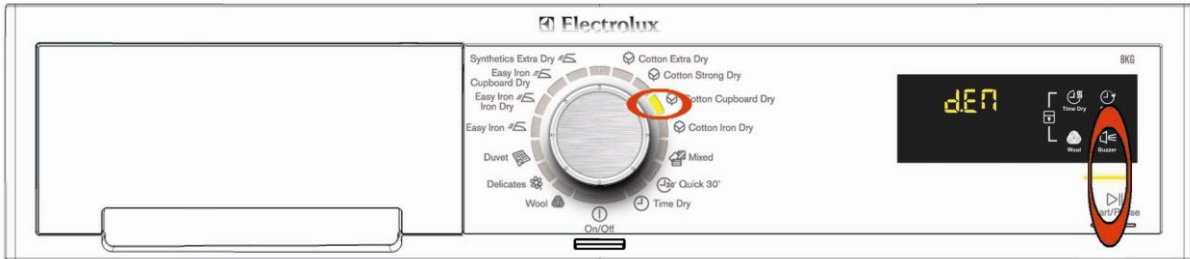 Electrolux
Synthetics Extra Dry
Easy Iron
Cupboard Dry
Easy Iron
Iron Dry
Easy Iron
Duvet
Delicates
Wool
On/Off
Cotton Extra Dry
Cotton Strong Dry
Cotton Cupboard Dry
Cotton Iron Dry
Mixed
30' Quick 30'
Time Dry
8KG
d.En
Time Dry
Wool
Buzzer